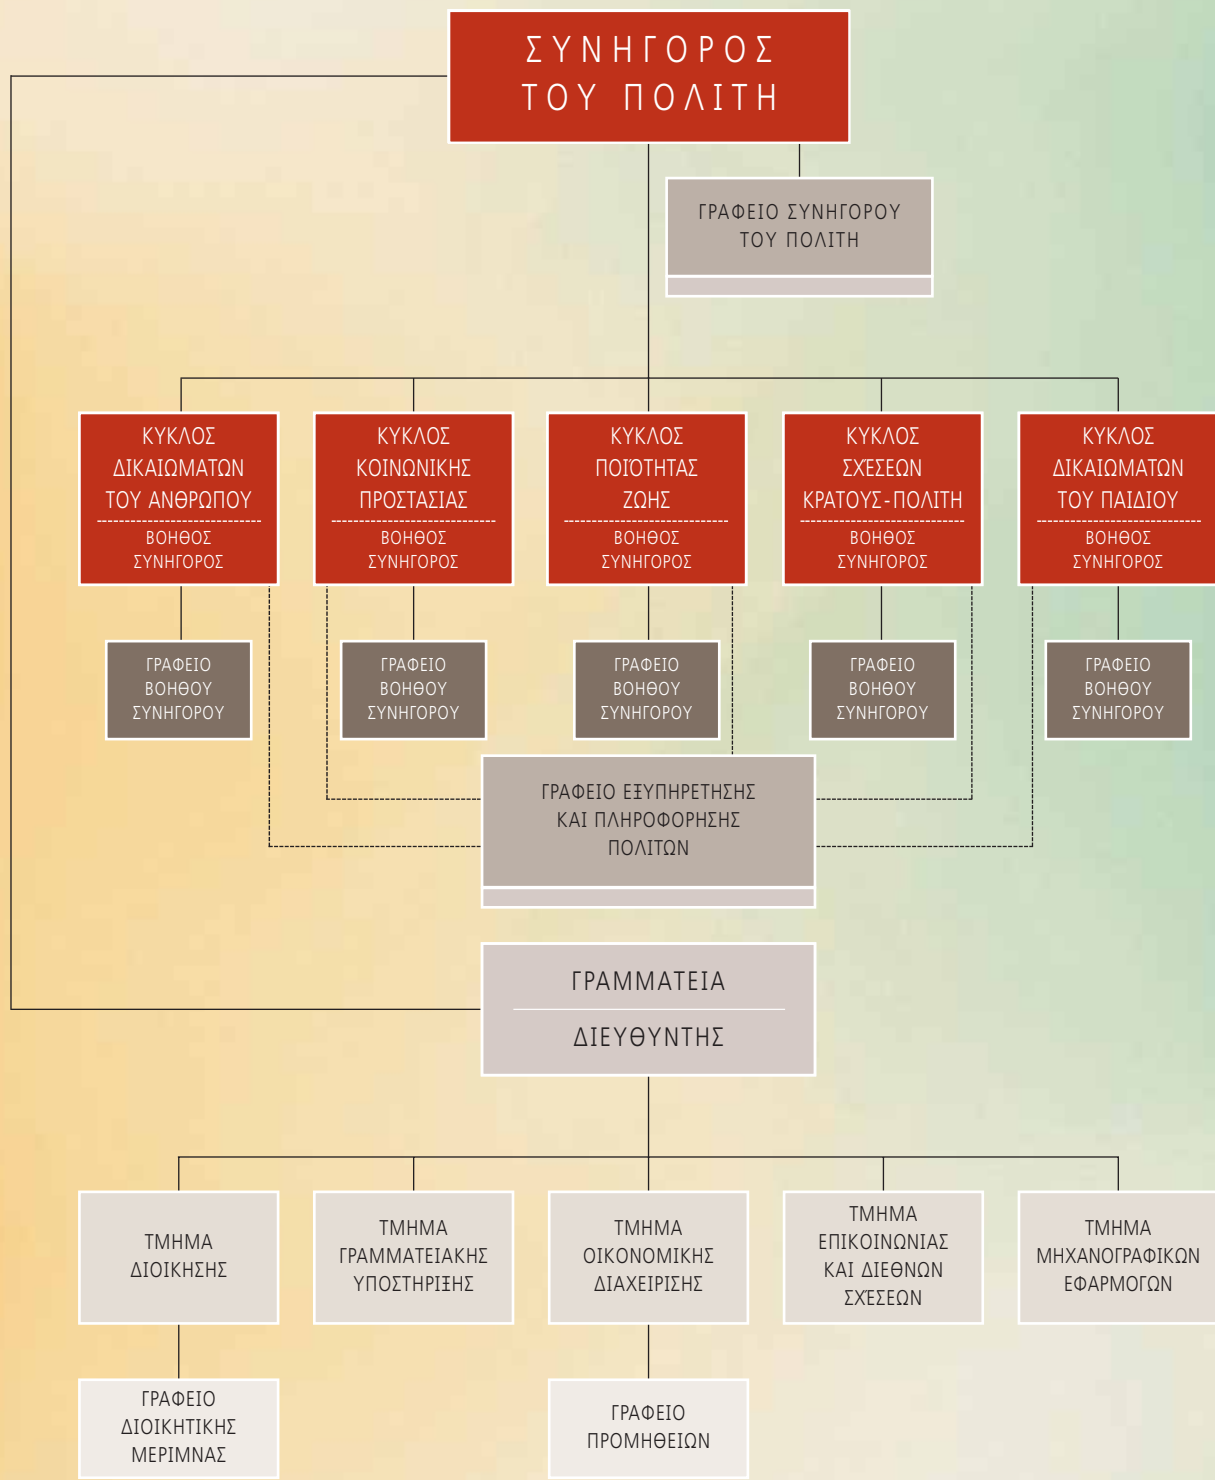 ΣΥΝΗΓΟΡΟΣ
ΤΟΥ ΠΟΛΙΤΗ
ΓΡΑΦΕΙΟ ΣΥΝΗΓΟΡΟΥ
ΤΟΥ ΠΟΛΙΤΗ
ΚΥΚΛΟΣ
ΔΙΚΑΙΩΜΑΤΩΝ
ΤΟΥ ΑΝΘΡΩΠΟΥ
ΒΟΗΘΟΣ
ΣΥΝΗΓΟΡΟΣ
ΚΥΚΛΟΣ
ΚΟΙΝΩΝΙΚΗΣ
ΠΡΟΣΤΑΣΙΑΣ
ΒΟΗΘΟΣ
ΣΥΝΗΓΟΡΟΣ
ΚΥΚΛΟΣ
ΠΟΙΌΤΗΤΑΣ
ΖΩΗΣ
ΒΟΗΘΟΣ
ΣΥΝΗΓΟΡΟΣ
ΚΥΚΛΟΣ
ΣΧΈΣΕΩΝ
ΚΡΑΤΟΥΣ-ΠΟΛΙΤΗ
ΒΟΗΘΟΣ
ΣΥΝΗΓΟΡΟΣ
ΚΥΚΛΟΣ
ΔΙΚΑΙΩΜΑΤΩΝ
ΤΟΥ ΠΑΙΔΙΟΥ
ΒΟΗΘΟΣ
ΣΥΝΗΓΟΡΟΣ
ΓΡΑΦΕΙΟ
ΒΟΗΘΟΥ
ΣΥΝΗΓΟΡΟΥ
ΓΡΑΦΕΙΟ
ΒΟΗΘΟΥ
ΣΥΝΗΓΟΡΟΥ
ΓΡΑΦΕΙΟ
ΒΟΗΘΟΥ
ΣΥΝΗΓΟΡΟΥ
ΓΡΑΦΕΙΟ
ΒΟΗΘΟΥ
ΣΥΝΗΓΟΡΟΥ
ΓΡΑΦΕΙΟ
ΒΟΗΘΟΥ
ΣΥΝΗΓΟΡΟΥ
ΓΡΑΦΕΙΟ ΕΞΥΠΗΡΕΤΗΣΗΣ
ΚΑΙ ΠΛΗΡΟΦΟΡΗΣΗΣ
ΠΟΛΙΤΩΝ
ΓΡΑΜΜΑΤΕΙΑ
ΔΙΕΥΘΥΝΤΗΣ
ΤΜΗΜΑ
ΔΙΟΙΚΗΣΗΣ
ΤΜΗΜΑ
ΓΡΑΜΜΑΤΕΙΑΚΗΣ
ΥΠΟΣΤΗΡΙΞΗΣ
ΤΜΗΜΑ
ΟΙΚΟΝΟΜΙΚΗΣ
ΔΙΑΧΕΙΡΙΣΗΣ
ΤΜΗΜΑ
ΕΠΙΚΟΙΝΩΝΙΑΣ
ΚΑΙ ΔΙΕΘΝΩΝ
ΣΧΈΣΕΩΝ
ΤΜΗΜΑ
ΜΗΧΑΝΟΓΡΑΦΙΚΩΝ
ΕΦΑΡΜΟΓΩΝ
ΓΡΑΦΕΙΟ
ΔΙΟΙΚΗΤΙΚΗΣ
ΜΕΡΙΜΝΑΣ
ΓΡΑΦΕΙΟ
ΠΡΟΜΗΘΕΙΩΝ